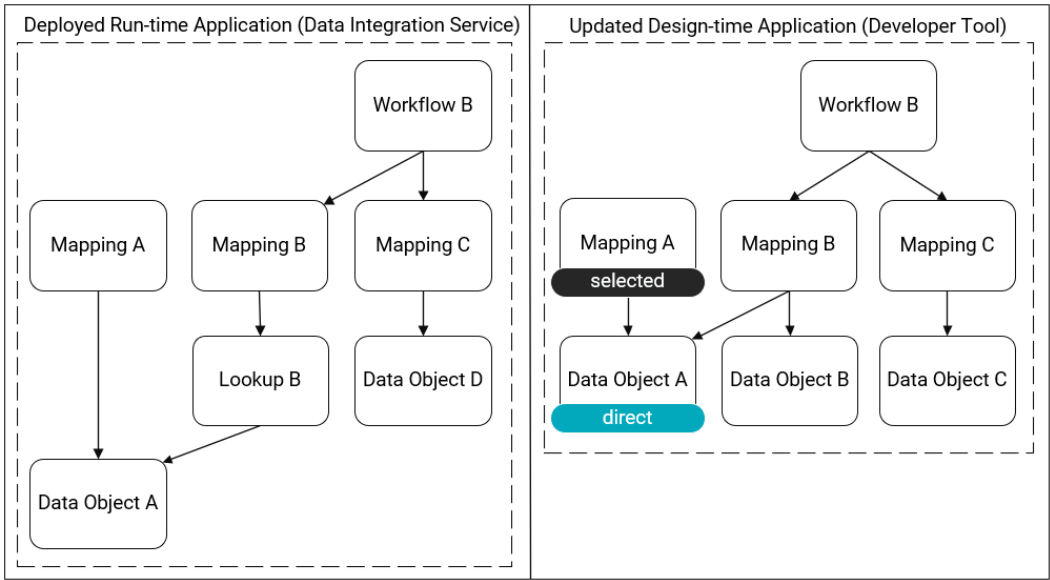 Deployed Run-time Application (Data Integration Service)
Workflow B
Mapping A
Mapping B
Mapping C
Lookup B
Data Object D
Data Object A
Updated Design-time Application (Developer Tool)
Workflow B
Mapping A
selected
Mapping B
Mapping C
Data Object A
direct
Data Object B
Data Object C